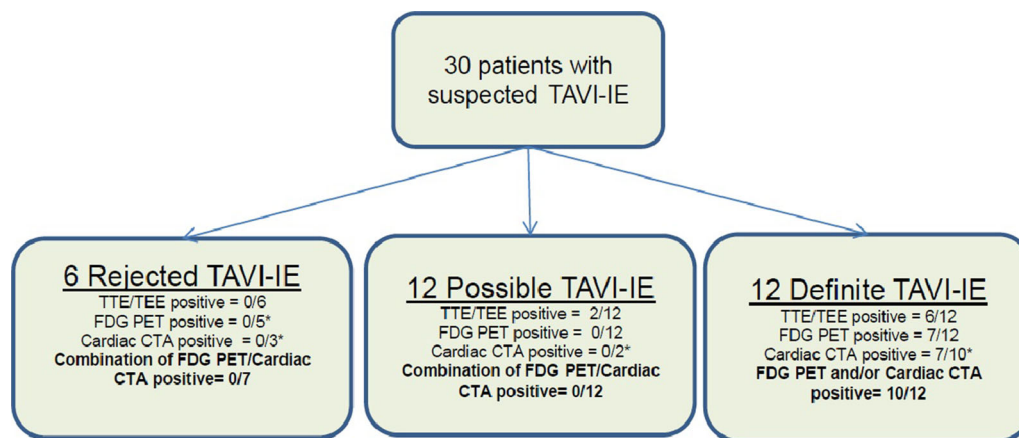 30 patients with
suspected TAVI-IE
6 Rejected TAVI-IE
TTE/TEE positive = 0/6
FDG PET positive = 0/5*
Cardiac CTA positive = 0/3*
Combination of FDG PET/Cardiac
CTA positive= 0/7
12 Possible TAVI-IE
TTE/TEE positive = 2/12
FDG PET positive = 0/12
Cardiac CTA positive = 0/2*
Combination of FDG PET/Cardiac
CTA positive= 0/12
12 Definite TAVI-IE
TTE/TEE positive = 6/12
FDG PET positive = 7/12
Cardiac CTA positive = 7/10*
FDG PET and/or Cardiac CTA
positive= 10/12